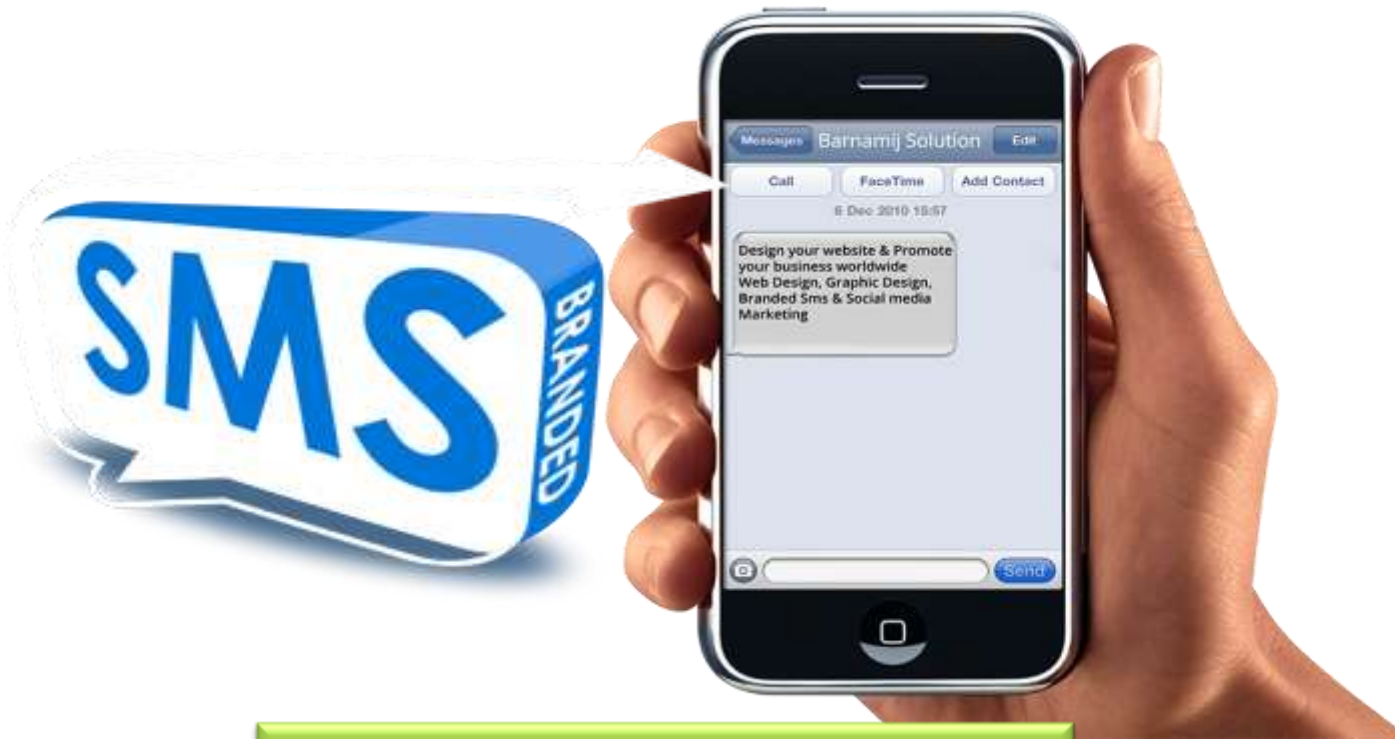 SMS
BRANDED
Messages Barnamij Solution Edit
Call FaceTime Add Contact
6 Dec 2010 18:57
Design your website & Promote
your business worldwide
Web Design, Graphic Design,
Branded Sms & Social media
Marketing
Send